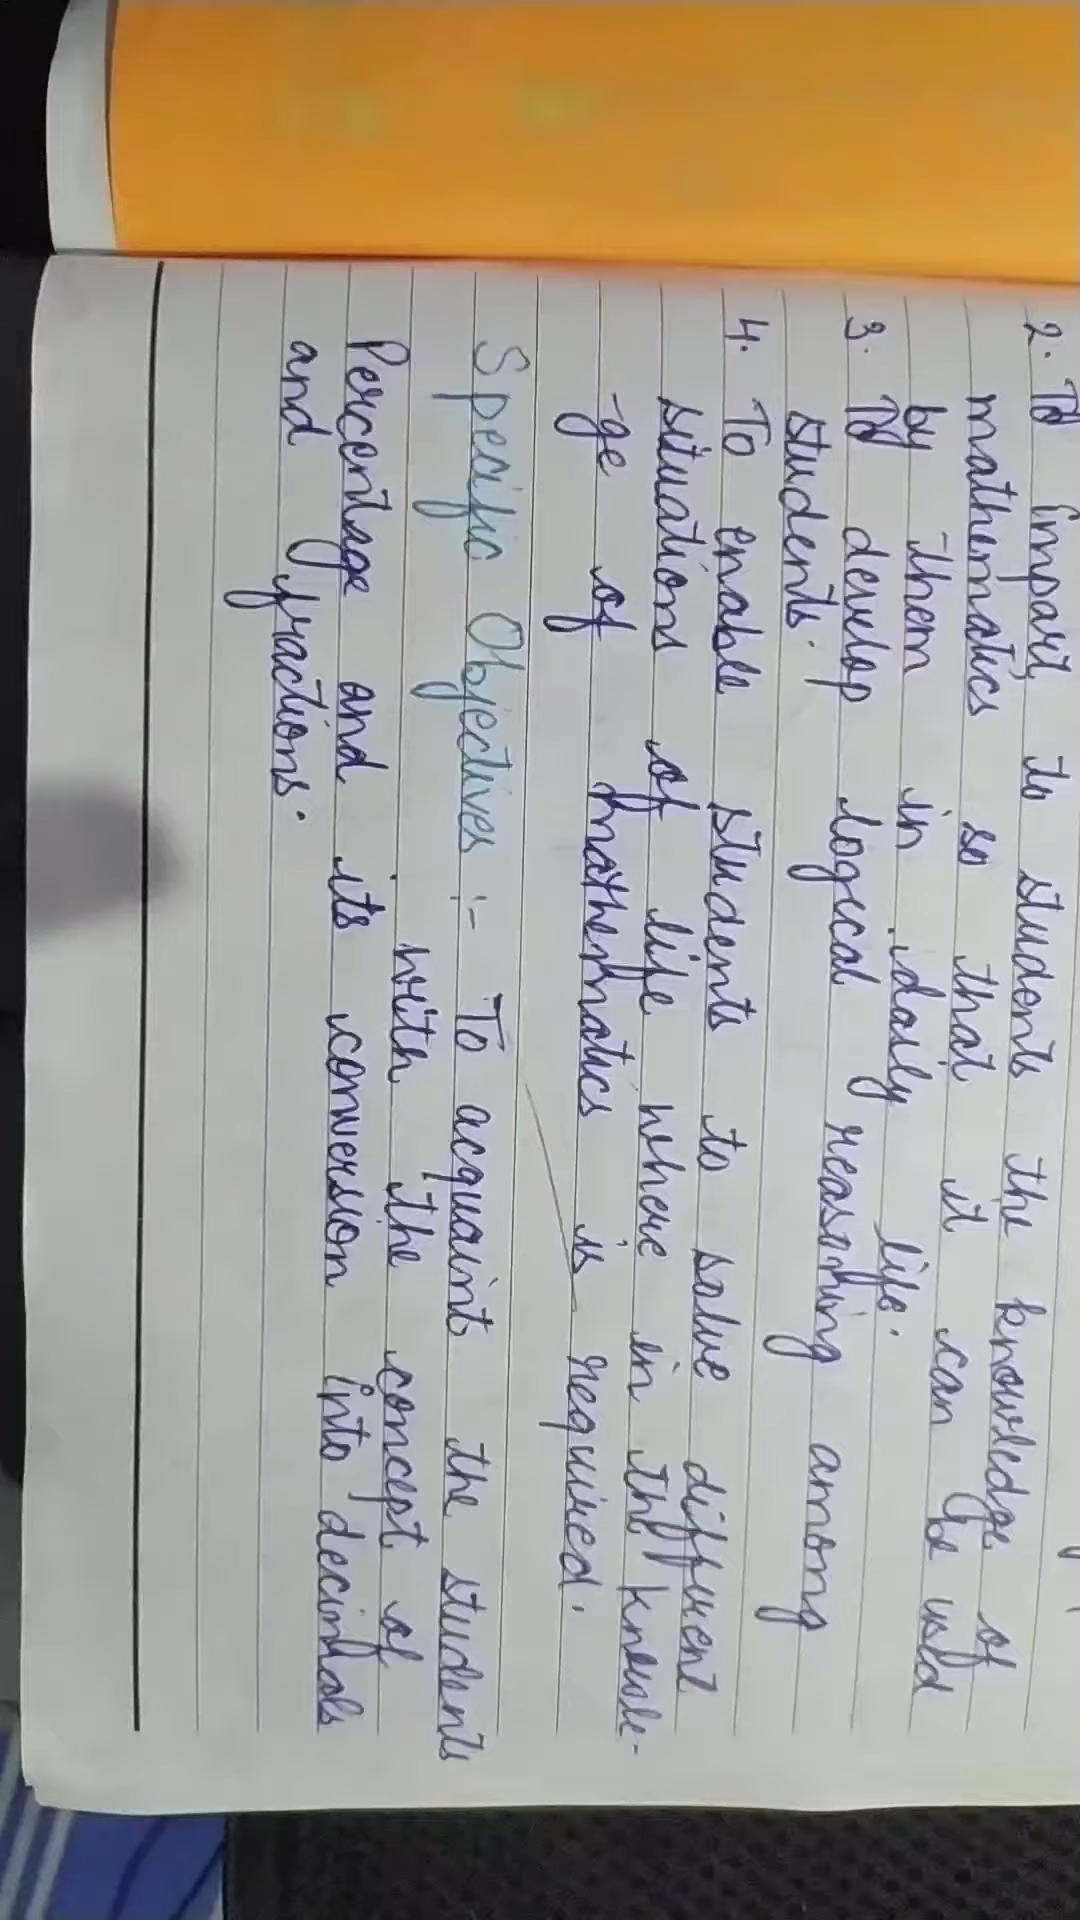 2. To impart to students the knowledge of
mathematics so that it can be used
by them in daily life.
3. To develop logical reasoning among
students.
4. To enable students to solve different
situations of life where in the knowle-
-ge of mathematics is required.
Specific Objectives :- To acquaint the students
with the concept of
Percentage and its conversion into decimals
and fractions.